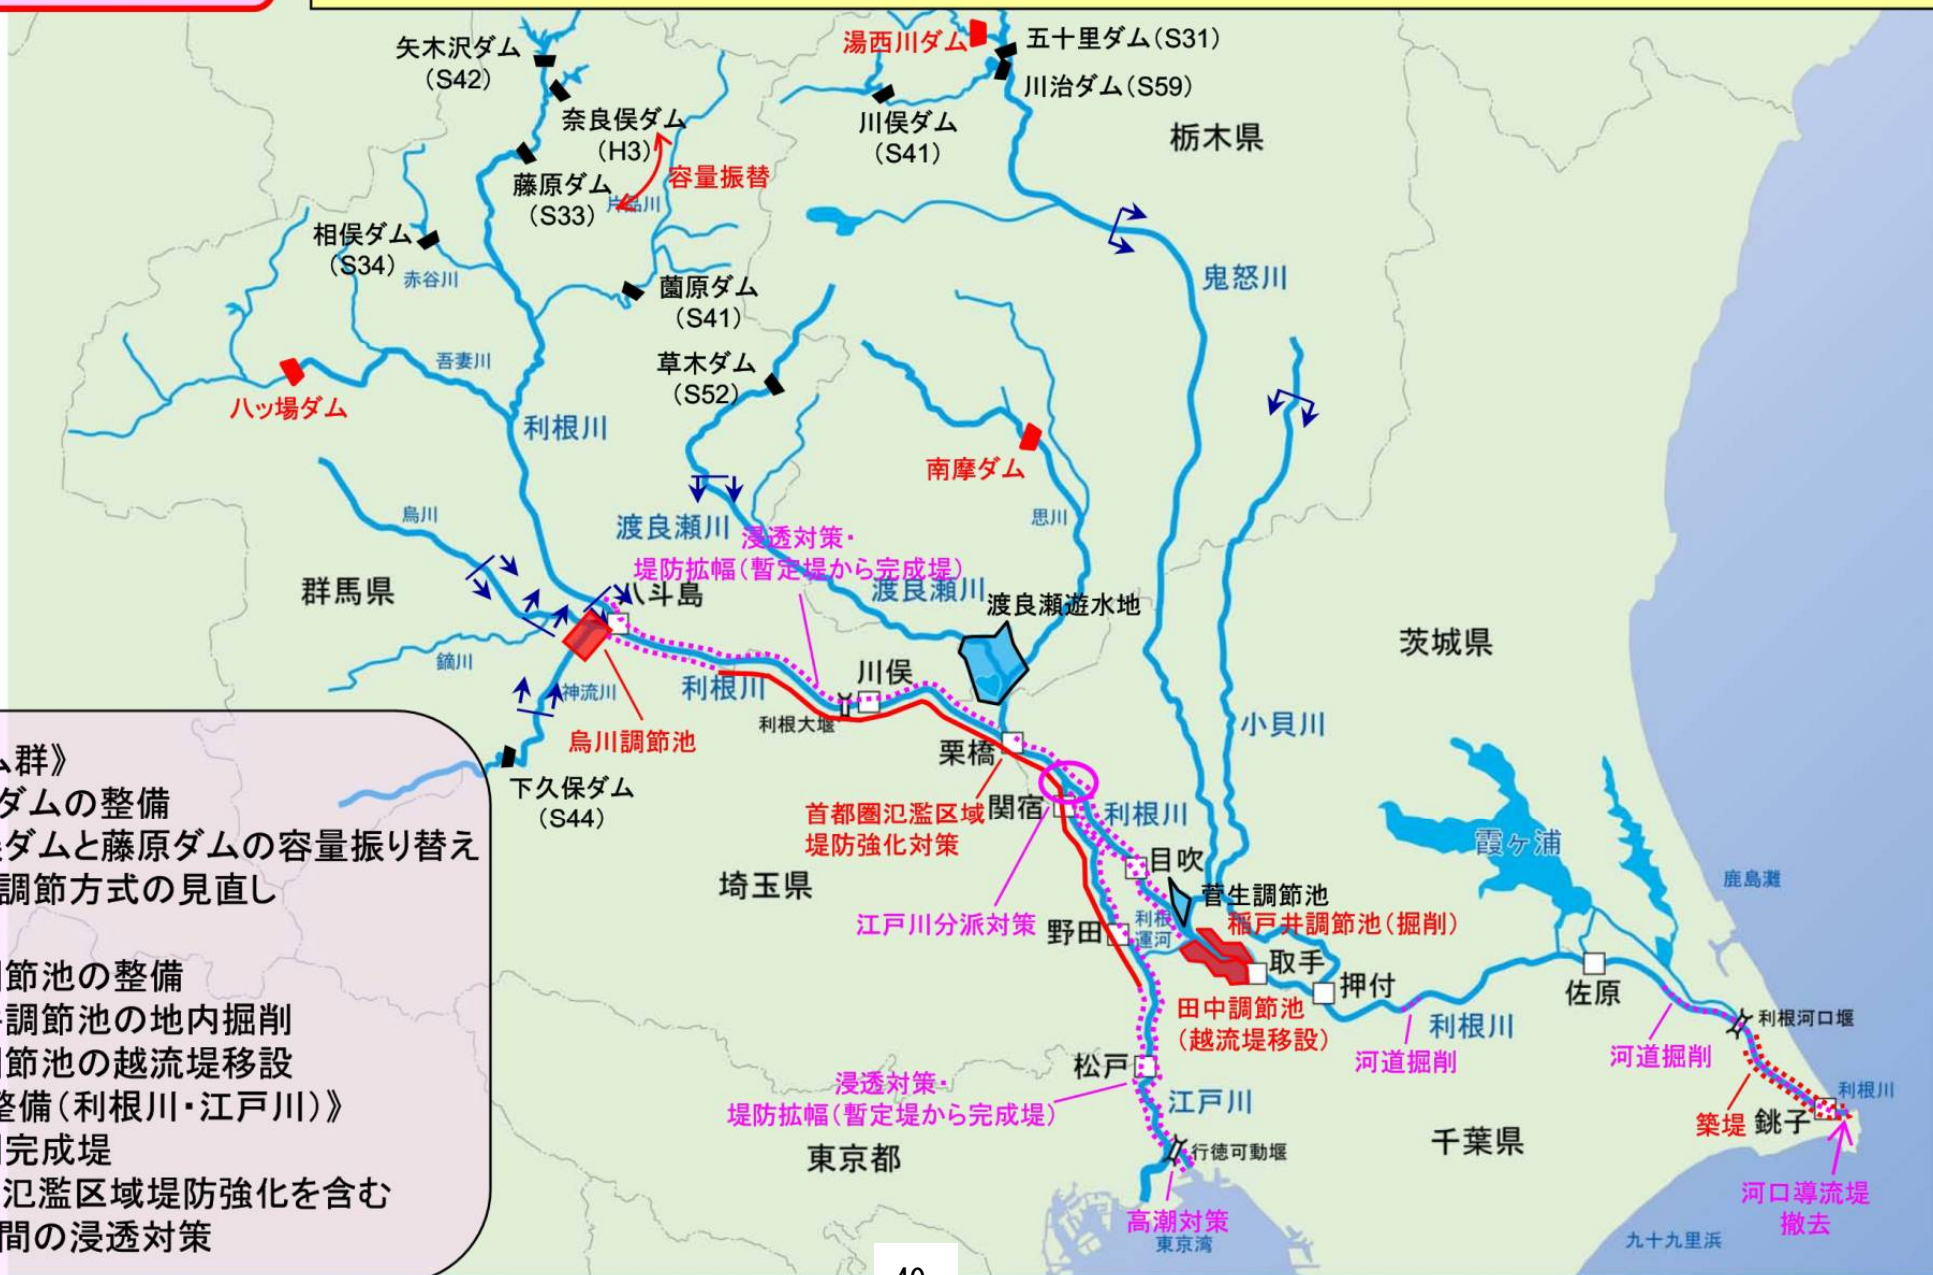 矢木沢ダム
(S42)
奈良俣ダム
(H3)
容量振替
藤原ダム
(S33)
片品川
相俣ダム
(S34)
赤谷川
薗原ダム
(S41)
草木ダム
(S52)
湯西川ダム
五十里ダム(S31)
川治ダム(S59)
川俣ダム
(S41)
栃木県
鬼怒川
吾妻川
八ッ場ダム
利根川
南摩ダム
思川
烏川
渡良瀬川
浸透対策・
堤防拡幅(暫定堤から完成堤)
渡良瀬川
渡良瀬遊水地
群馬県
八斗島
茨城県
鏑川
神流川
利根川
川俣
利根大堰
烏川調節池
栗橋
小貝川
下久保ダム
(S44)
首都圏氾濫区域
堤防強化対策
関宿
利根川
目吹
霞ヶ浦
鹿島灘
埼玉県
菅生調節池
稲戸井調節池(掘削)
江戸川分派対策
野田
利根
運河
取手
押付
佐原
田中調節池
(越流堤移設)
利根川
利根河口堰
河道掘削
河道掘削
松戸
浸透対策・
堤防拡幅(暫定堤から完成堤)
江戸川
利根川
築堤
銚子
千葉県
東京都
行徳可動堰
河口導流堤
撤去
高潮対策
東京湾
九十九里浜
ム群》
ダムの整備
ダムと藤原ダムの容量振り替え
調節方式の見直し
節池の整備
調節池の地内掘削
節池の越流堤移設
整備(利根川・江戸川)》
完成堤
氾濫区域堤防強化を含む
間の浸透対策